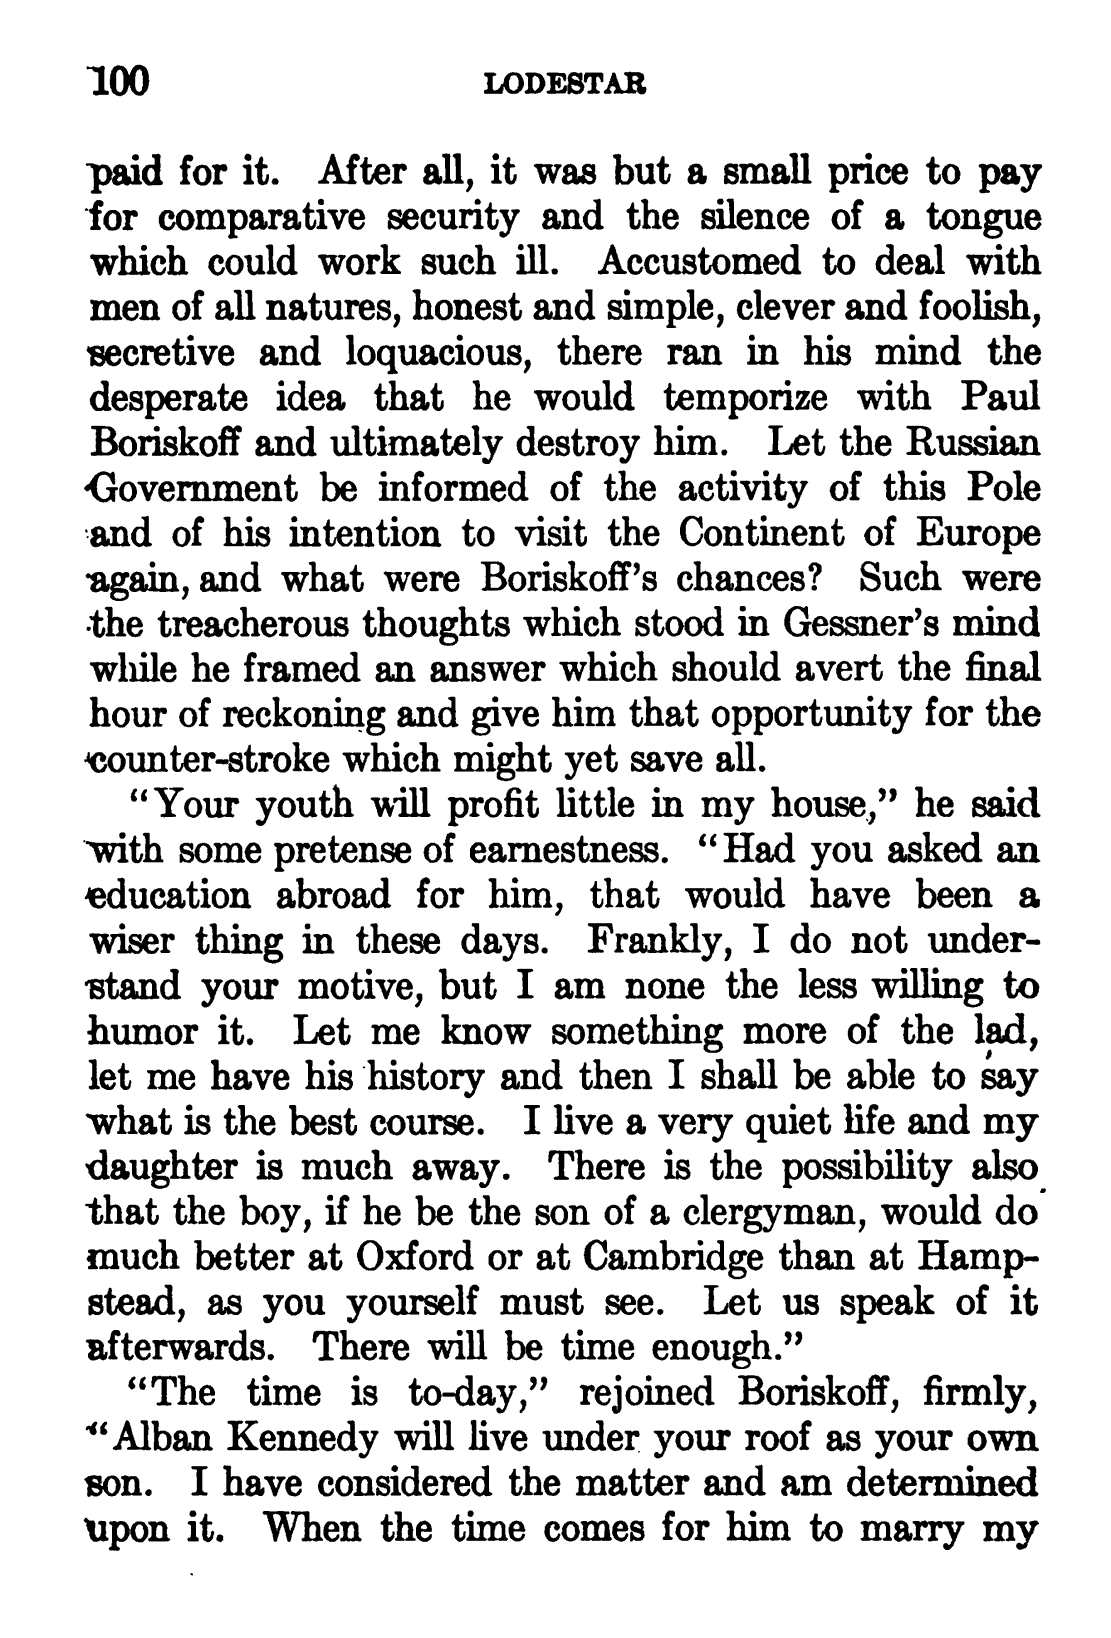 100 LODESTAR
paid for it. After all, it was but a small price to pay
for comparative security and the silence of a tongue
which could work such ill. Accustomed to deal with
men of all natures, honest and simple, clever and foolish,
secretive and loquacious, there ran in his mind the
desperate idea that he would temporize with Paul
Boriskoff and ultimately destroy him. Let the Russian
Government be informed of the activity of this Pole
and of his intention to visit the Continent of Europe
again, and what were Boriskoff's chances? Such were
the treacherous thoughts which stood in Gessner's mind
while he framed an answer which should avert the final
hour of reckoning and give him that opportunity for the
counter-stroke which might yet save all.
"Your youth will profit little in my house," he said
with some pretense of earnestness. "Had you asked an
education abroad for him, that would have been a
wiser thing in these days. Frankly, I do not under-
stand your motive, but I am none the less willing to
humor it. Let me know something more of the lad,
let me have his history and then I shall be able to say
what is the best course. I live a very quiet life and my
daughter is much away. There is the possibility also
that the boy, if he be the son of a clergyman, would do
much better at Oxford or at Cambridge than at Hamp-
stead, as you yourself must see. Let us speak of it
afterwards. There will be time enough."
"The time is to-day," rejoined Boriskoff, firmly,
"Alban Kennedy will live under your roof as your own
son. I have considered the matter and am determined
upon it. When the time comes for him to marry my